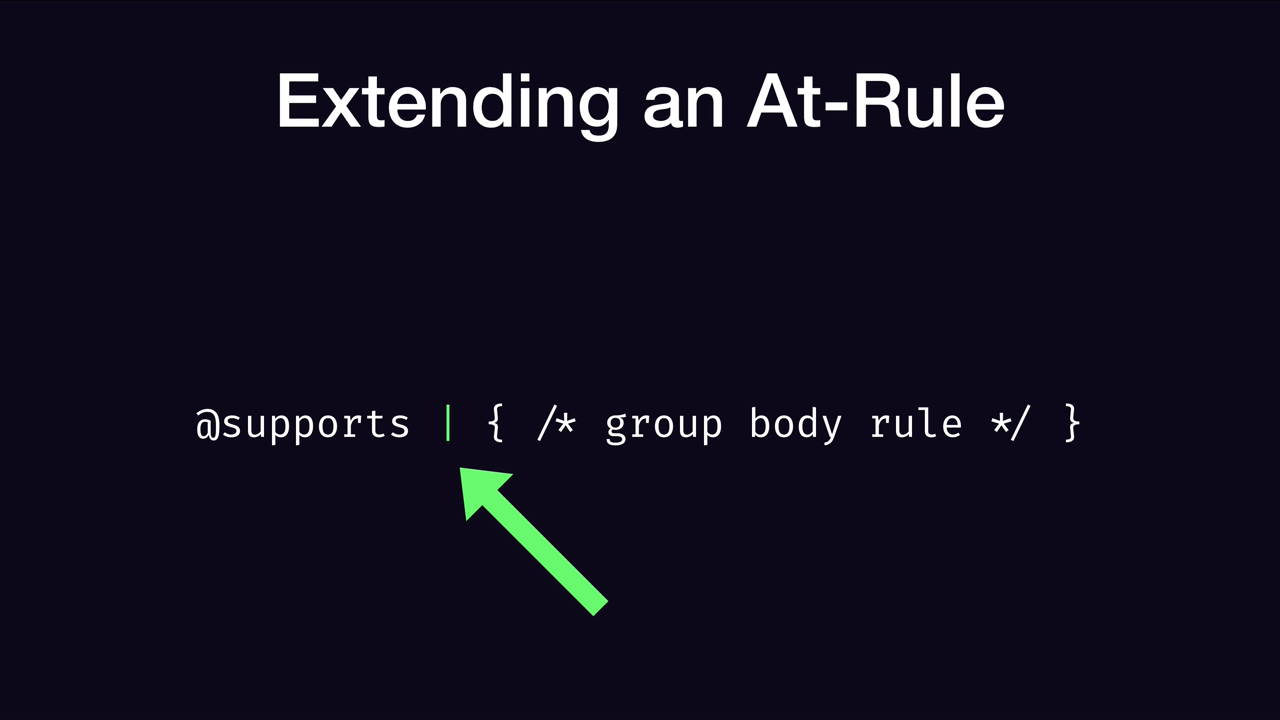 Extending an At-Rule
@supports | { /* group body rule */ }